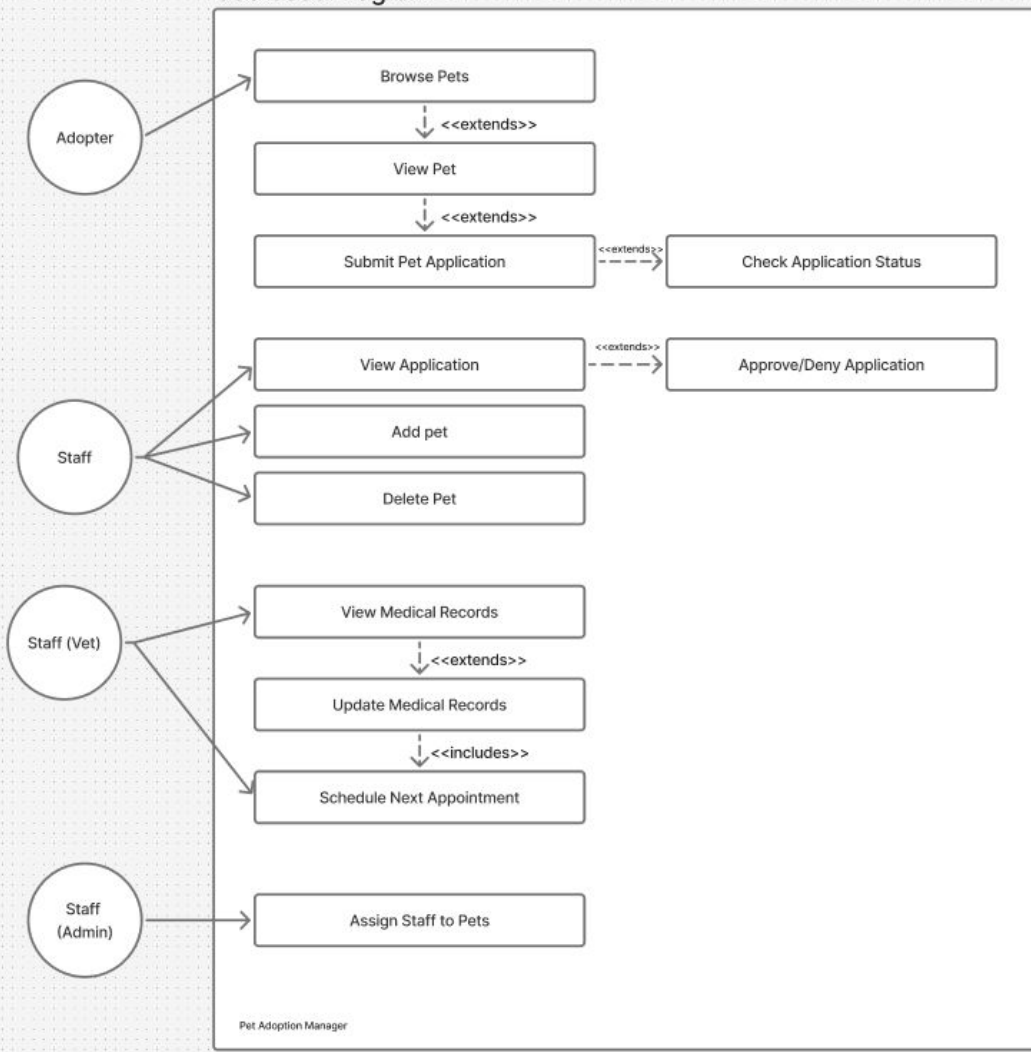 Browse Pets
Adopter
<<extends>>
View Pet
<<extends>>
Submit Pet Application
<<extends>>
Check Application Status
View Application
<<extends>>
Approve/Deny Application
Add pet
Staff
Delete Pet
View Medical Records
Staff (Vet)
<<extends>>
Update Medical Records
<<includes>>
Schedule Next Appointment
Staff
(Admin)
Assign Staff to Pets
Pet Adoption Manager